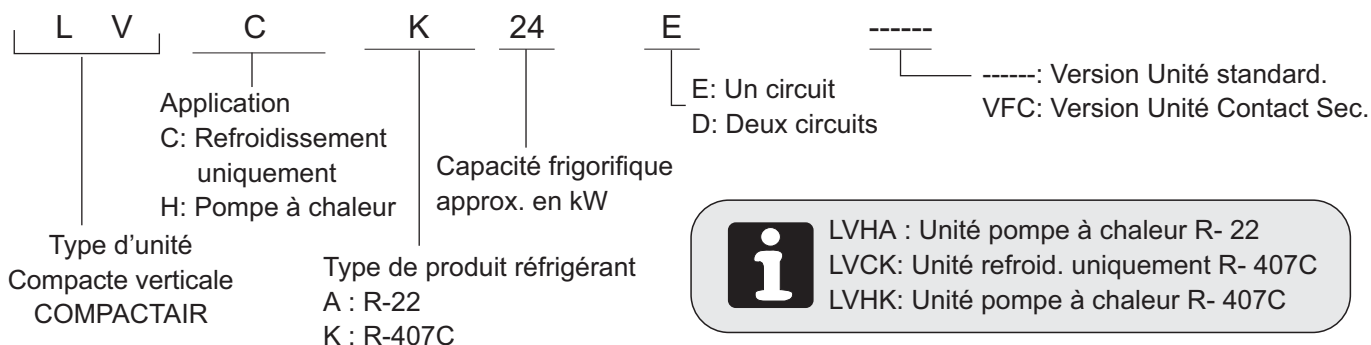 L V C K 24 E ------
Application
C: Refroidissement
uniquement
H: Pompe à chaleur
Type d’unité
Compacte verticale
COMPACTAIR
Type de produit réfrigérant
A : R-22
K : R-407C
Capacité frigorifique
approx. en kW
E: Un circuit
D: Deux circuits
------: Version Unité standard.
VFC: Version Unité Contact Sec.
i
LVHA : Unité pompe à chaleur R- 22
LVCK: Unité refroid. uniquement R- 407C
LVHK: Unité pompe à chaleur R- 407C